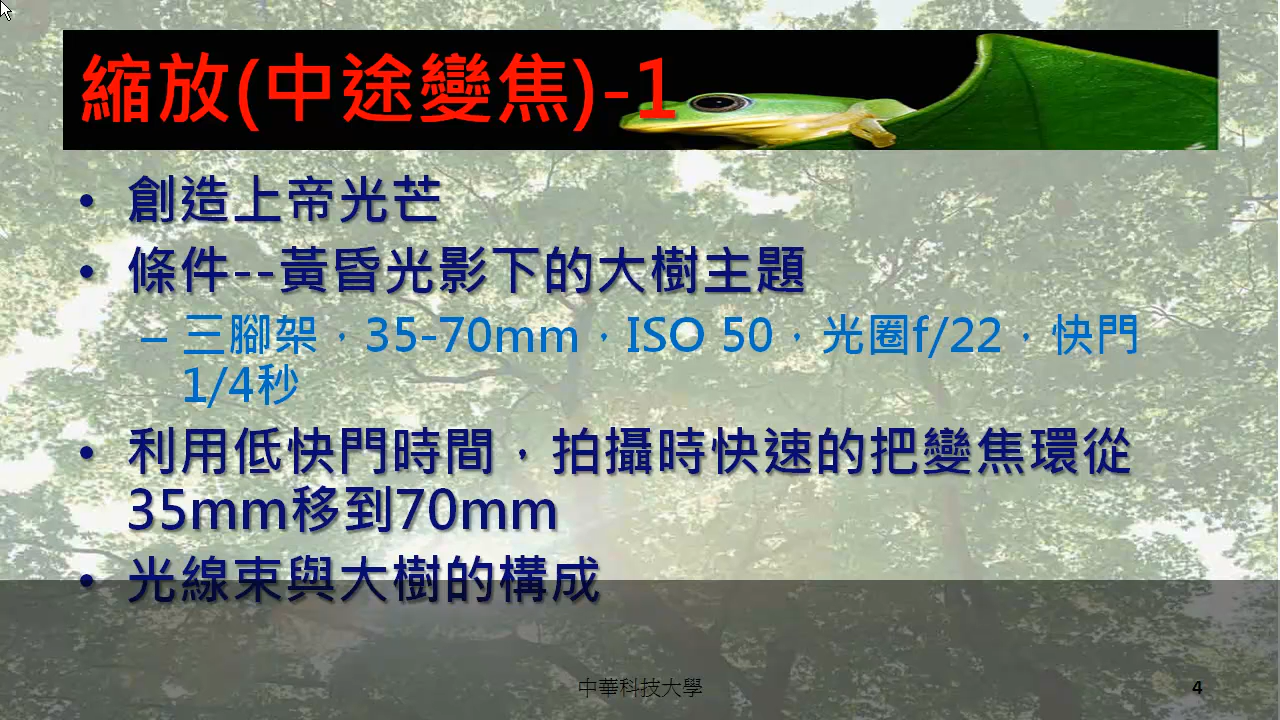 縮放(中途變焦)-1
• 創造上帝光芒
• 條件--黃昏光影下的大樹主題
– 三腳架，35-70mm，ISO 50，光圈f/22，快門
1/4秒
• 利用低快門時間，拍攝時快速的把變焦環從
35mm移到70mm
• 光線束與大樹的構成
中華科技大學
4